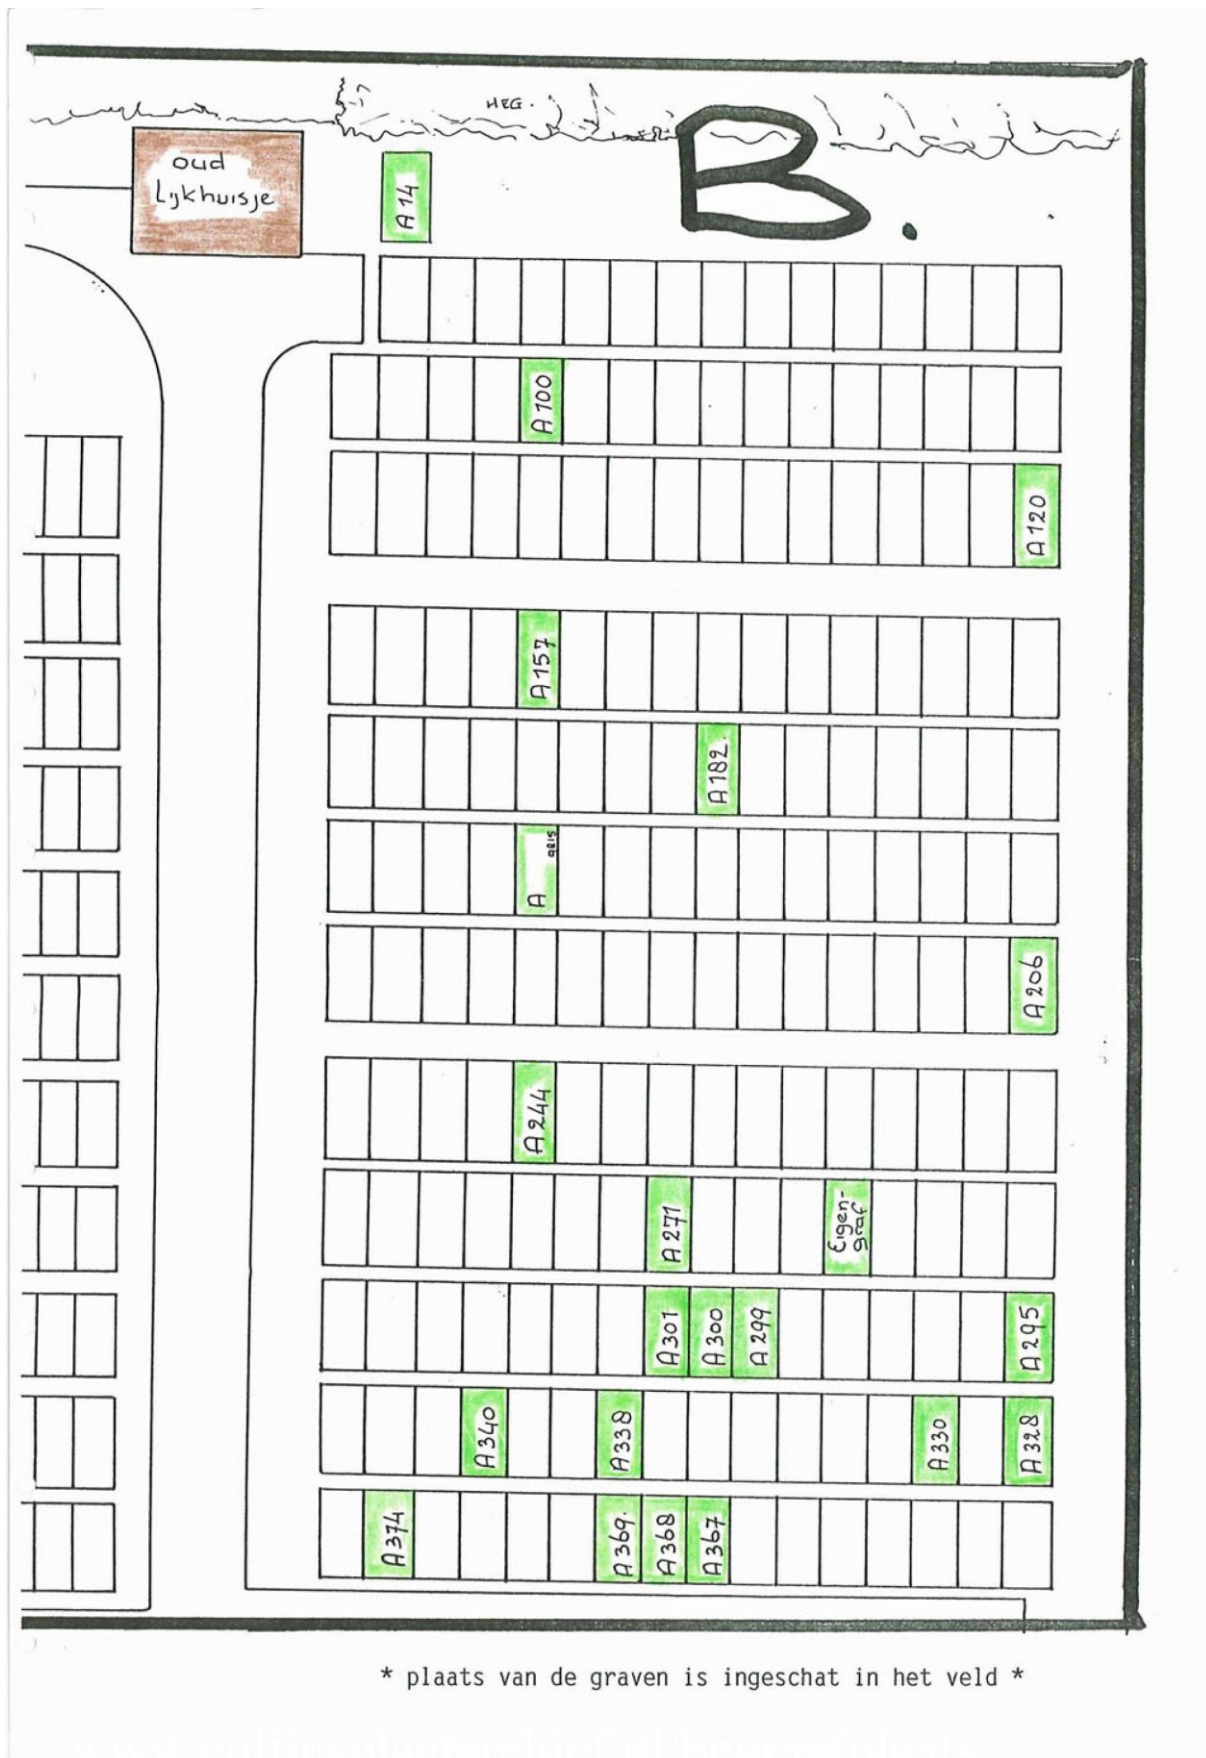 HEG.
B.
oud
Lijkhuisje
A 14
A 100
A 120
A 157
A 182.
A
A 206
A 244
A 271
Eigen-
graf
A 301
A 300
A 299
A 295
A 340
A 338
A 330
A 328
A 374
A 369.
A 368
A 367
* plaats van de graven is ingeschat in het veld *